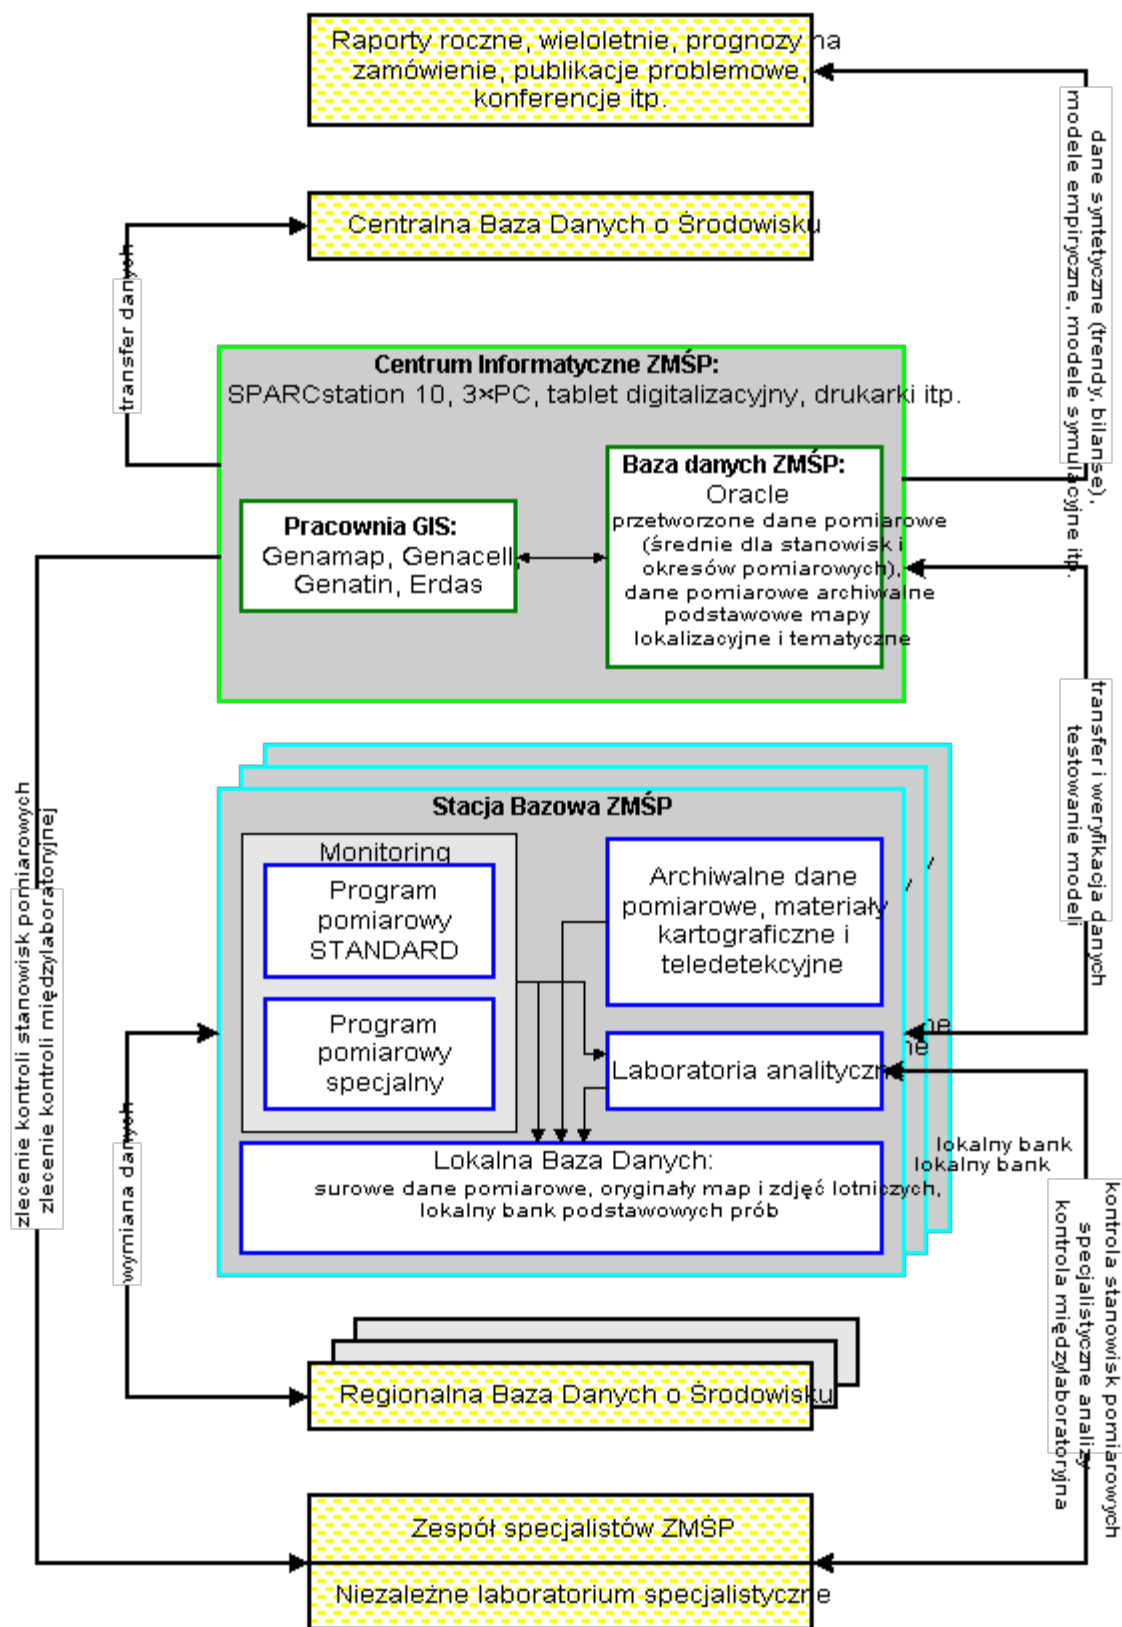 Raporty roczne, wieloletnie, prognozy na
zamówienie, publikacje problemowe,
konferencje itp.
Centralna Baza Danych o Środowisku
transfer danych
dane syntetyczne (trendy, bilanse),
modele empiryczne, modele symulacyjne itp.
Centrum Informatyczne ZMŚP:
SPARCstation 10, 3×PC, tablet digitalizacyjny, drukarki itp.
Pracownia GIS:
Genamap, Genacell,
Genatin, Erdas
Baza danych ZMŚP:
Oracle
przetworzone dane pomiarowe
(średnie dla stanowisk i
okresów pomiarowych),
dane pomiarowe archiwalne
podstawowe mapy
lokalizacyjne i tematyczne
transfer i weryfikacja danych
testowanie modeli
zlecenie kontroli stanowisk pomiarowych
zlecenie kontroli międzylaboratoryjnej
Stacja Bazowa ZMŚP
Monitoring
Program
pomiarowy
STANDARD
Program
pomiarowy
specjalny
Archiwalne dane
pomiarowe, materiały
kartograficzne i
teledetekcyjne
ne
ne
Laboratoria analityczne
lokalny bank
lokalny bank
Lokalna Baza Danych:
surowe dane pomiarowe, oryginały map i zdjęć lotniczych,
lokalny bank podstawowych prób
wymiana danych
kontrola stanowisk pomiarowych
specjalistyczne analizy
kontrola międzylaboratoryjna
Regionalna Baza Danych o Środowisku
Zespół specjalistów ZMŚP
Niezależne laboratorium specjalistyczne